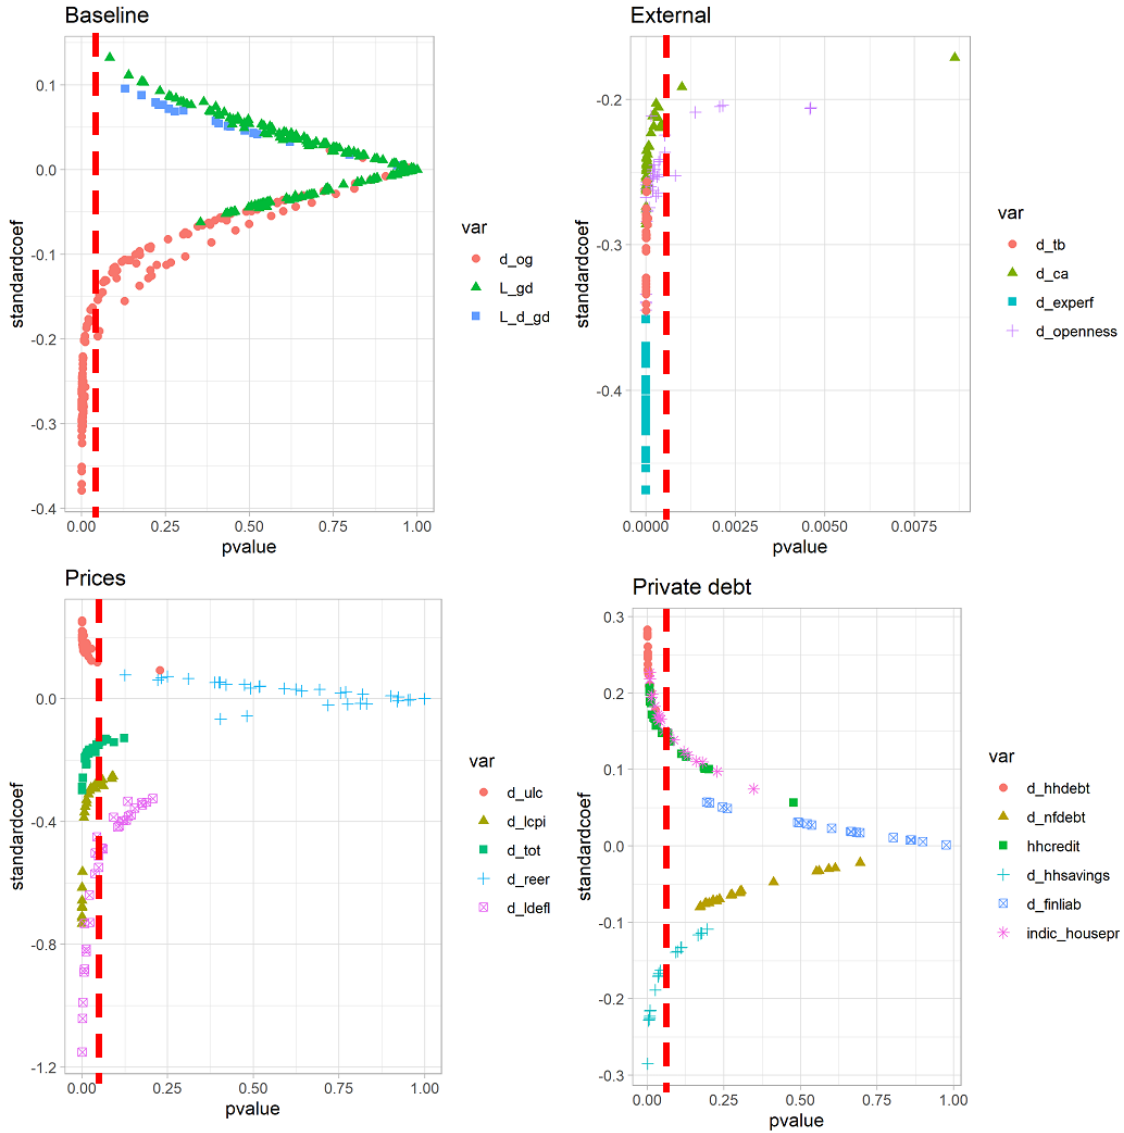 Baseline
0.1
0.0
-0.1
-0.2
-0.3
-0.4
standardcoef
0.00 0.25 0.50 0.75 1.00
pvalue
var
d_og
L_gd
L_d_gd
External
-0.2
-0.3
-0.4
standardcoef
0.0000 0.0025 0.0050 0.0075
pvalue
var
d_tb
d_ca
d_experf
d_openness
Prices
0.0
-0.4
-0.8
-1.2
standardcoef
0.00 0.25 0.50 0.75 1.00
pvalue
var
d_ulc
d_lcpi
d_tot
d_reer
d_ldefl
Private debt
0.3
0.2
0.1
0.0
-0.1
-0.2
-0.3
standardcoef
0.00 0.25 0.50 0.75 1.00
pvalue
var
d_hhdebt
d_nfdebt
hhcredit
d_hhsavings
d_finliab
indic_housepr